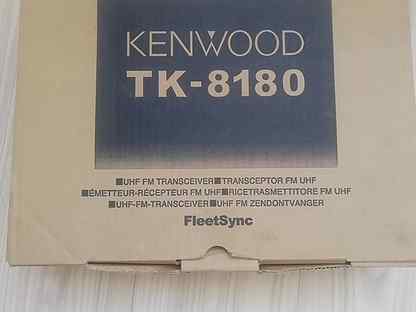 KENWOOD
TK-8180
■UHF FM TRANSCEIVER■TRANSCEPTOR FM UHF
■ÉMETTEUR-RÉCEPTEUR FM UHF■RICETRASMETTITORE FM UHF
■UHF-FM-TRANSCEIVER■UHF FM ZENDONTVANGER
FleetSync